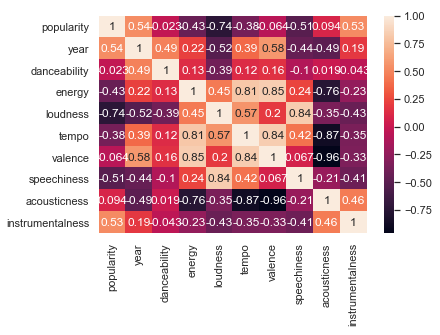 popularity 1 0.54 -0.023 -0.43 -0.74 -0.38 -0.064 -0.51 0.094 0.53
year 0.54 1 0.49 0.22 -0.52 0.39 0.58 -0.44 -0.49 0.19
danceability -0.023 0.49 1 0.13 -0.39 0.12 0.16 -0.1 0.019 -0.043
energy -0.43 0.22 0.13 1 0.45 0.81 0.85 0.24 -0.76 -0.23
loudness -0.74 -0.52 -0.39 0.45 1 0.57 0.2 0.84 -0.35 -0.43
tempo -0.38 0.39 0.12 0.81 0.57 1 0.84 0.42 -0.87 -0.35
valence -0.064 0.58 0.16 0.85 0.2 0.84 1 0.067 -0.96 -0.33
speechiness -0.51 -0.44 -0.1 0.24 0.84 0.42 0.067 1 -0.21 -0.41
acousticness 0.094 -0.49 0.019 -0.76 -0.35 -0.87 -0.96 -0.21 1 0.46
instrumentalness 0.53 0.19 -0.043 -0.23 -0.43 -0.35 -0.33 -0.41 0.46 1
popularity
year
danceability
energy
loudness
tempo
valence
speechiness
acousticness
instrumentalness
1.00
0.75
0.50
0.25
0.00
-0.25
-0.50
-0.75